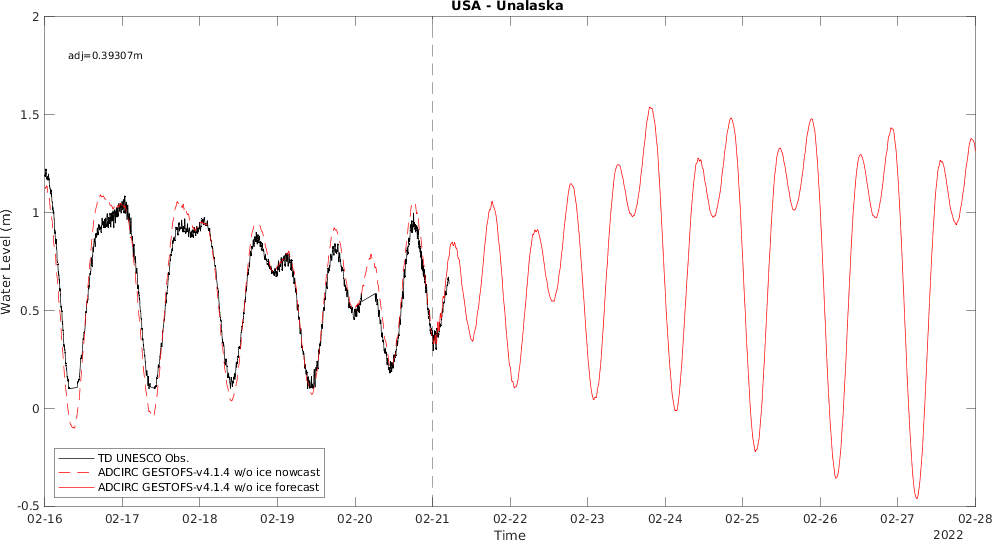 USA - Unalaska
adj=0.39307m
Water Level (m)
2
1.5
1
0.5
0
-0.5
TD UNESCO Obs.
ADCIRC GESTOFS-v4.1.4 w/o ice nowcast
ADCIRC GESTOFS-v4.1.4 w/o ice forecast
02-16 02-17 02-18 02-19 02-20 02-21 02-22 02-23 02-24 02-25 02-26 02-27 02-28
Time
2022